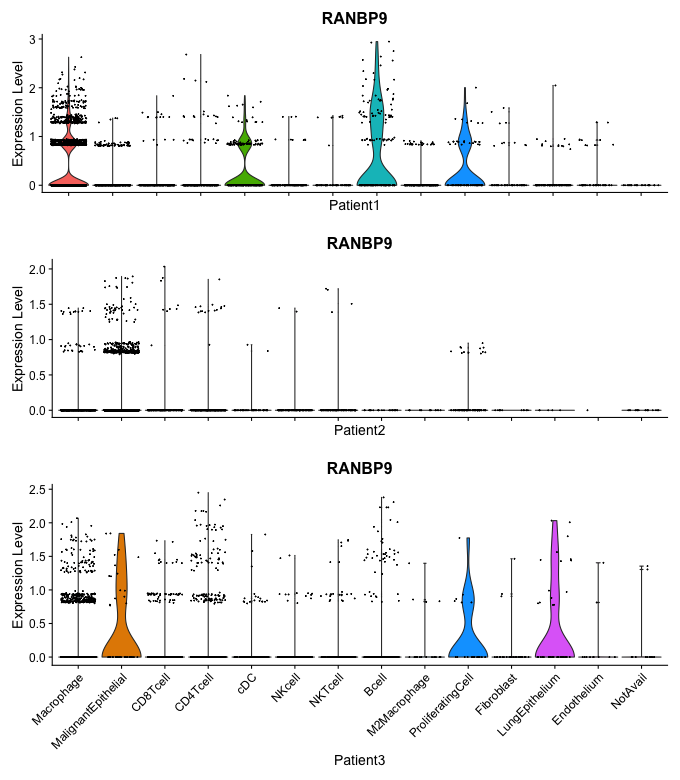 RANBP9
Expression Level
3
2
1
0
Patient1
RANBP9
Expression Level
2.0
1.5
1.0
0.5
0.0
Patient2
RANBP9
Expression Level
2.5
2.0
1.5
1.0
0.5
0.0
Macrophage
MalignantEpithelial
CD8Tcell
CD4Tcell
cDC
NKcell
NKTcell
Bcell
M2Macrophage
ProliferatingCell
Fibroblast
LungEpithelium
Endothelium
NotAvail
Patient3